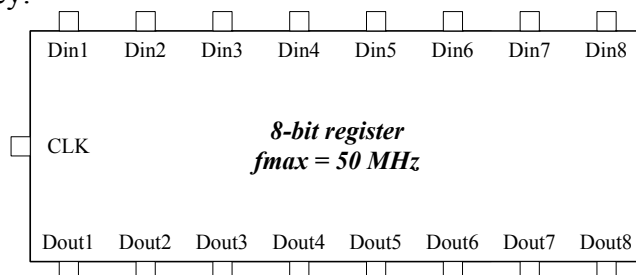 y.
Din1 Din2 Din3 Din4 Din5 Din6 Din7 Din8
8-bit register
CLK
fmax = 50 MHz
Dout1 Dout2 Dout3 Dout4 Dout5 Dout6 Dout7 Dout8